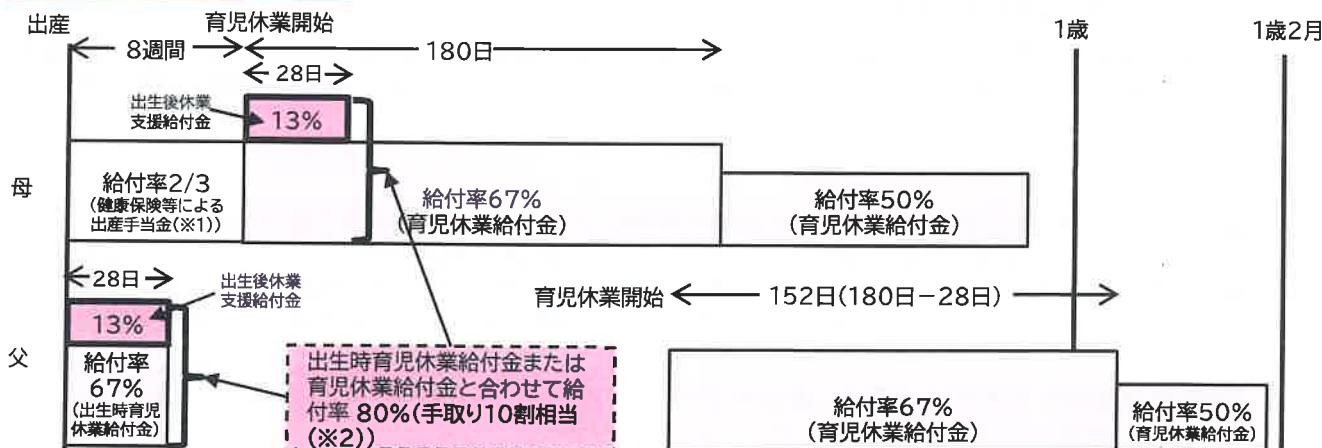 出産
育児休業開始
1歳
1歳2月
8週間
180日
28日
出生後休業
支援給付金
13%
母
給付率2/3
(健康保険等による
出産手当金(※1))
給付率67%
(育児休業給付金)
給付率50%
(育児休業給付金)
28日
出生後休業
支援給付金
育児休業開始
152日(180日－28日)
13%
父
給付率
67%
(出生時育児
休業給付金)
出生時育児休業給付金または
育児休業給付金と合わせて給
付率 80%(手取り10割相当
(※2))
給付率67%
(育児休業給付金)
給付率50%
(育児休業給付金)